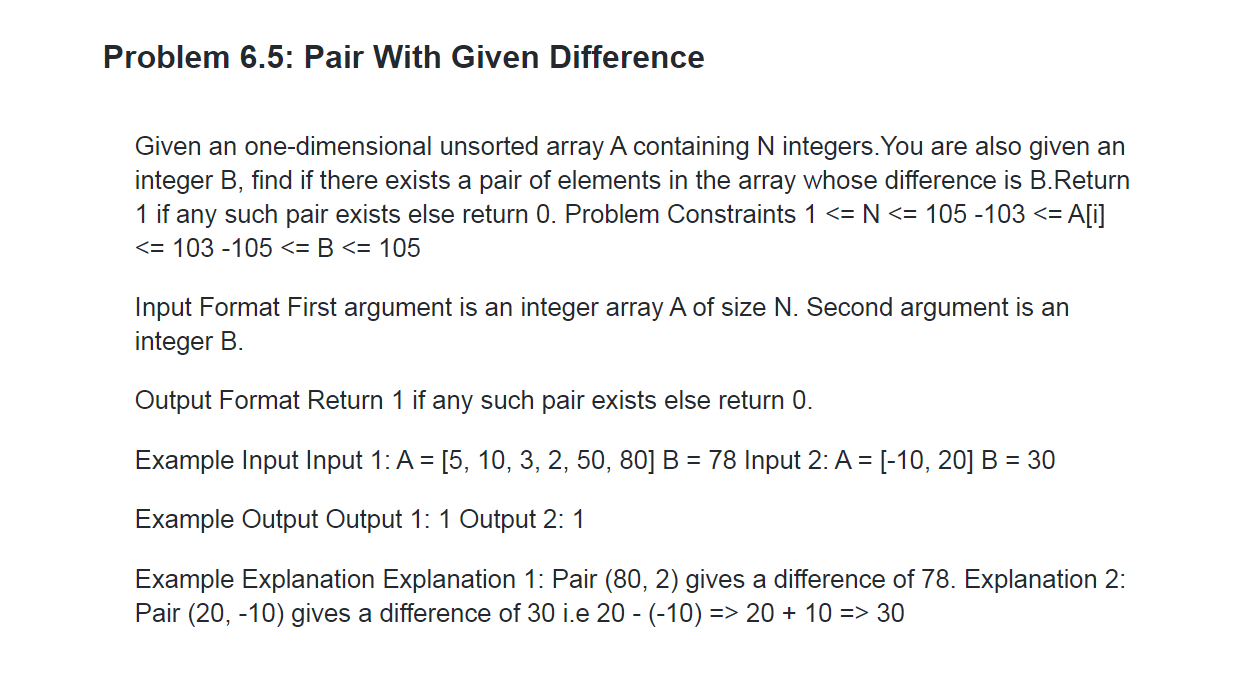 Problem 6.5: Pair With Given Difference
Given an one-dimensional unsorted array A containing N integers.You are also given an
integer B, find if there exists a pair of elements in the array whose difference is B.Return
1 if any such pair exists else return 0. Problem Constraints 1 <= N <= 105 -103 <= A[i]
<= 103 -105 <= B <= 105
Input Format First argument is an integer array A of size N. Second argument is an
integer B.
Output Format Return 1 if any such pair exists else return 0.
Example Input Input 1: A = [5, 10, 3, 2, 50, 80] B = 78 Input 2: A = [-10, 20] B = 30
Example Output Output 1: 1 Output 2: 1
Example Explanation Explanation 1: Pair (80, 2) gives a difference of 78. Explanation 2:
Pair (20, -10) gives a difference of 30 i.e 20 - (-10) => 20 + 10 => 30